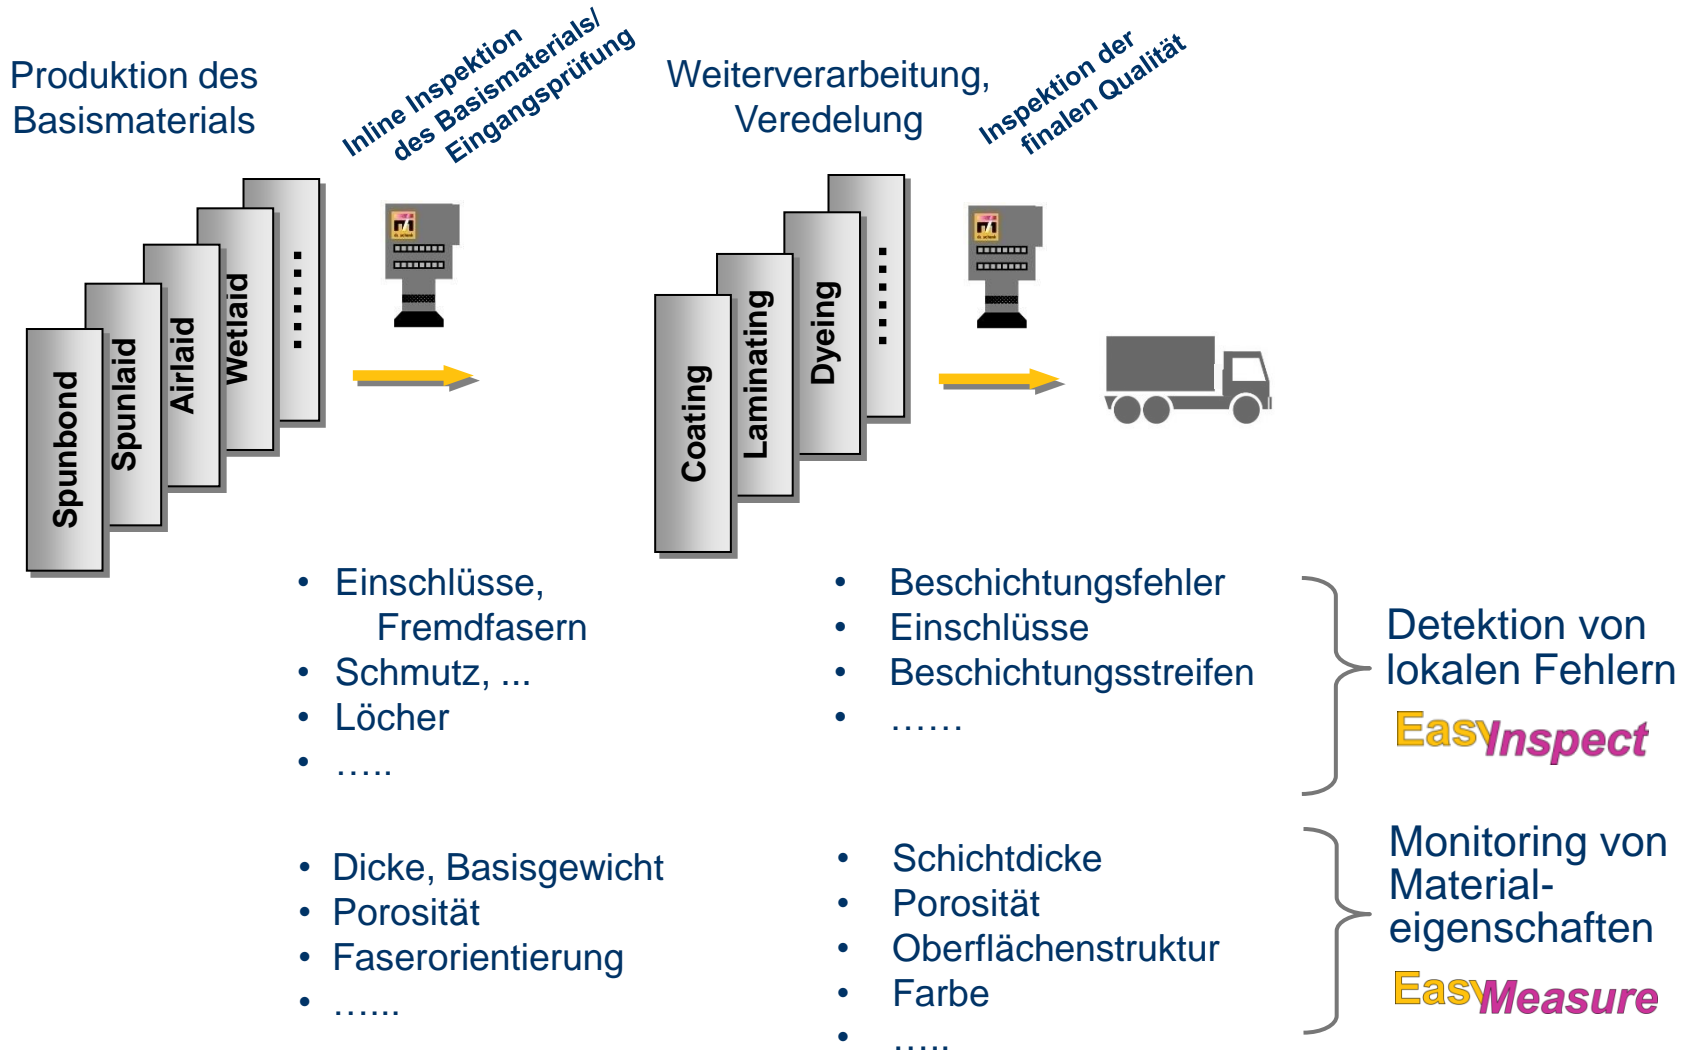 Produktion des
Basismaterials
Inline Inspektion
des Basismaterials/
Eingangsprüfung
Weiterverarbeitung,
Veredelung
Inspektion der
finalen Qualität
Spunbond
Spunlaid
Airlaid
Wetlaid
......
Coating
Laminating
Dyeing
......
• Einschlüsse,
Fremdfasern
• Schmutz, ...
• Löcher
• …..
• Beschichtungsfehler
• Einschlüsse
• Beschichtungsstreifen
• ……
Detektion von
lokalen Fehlern
EasyInspect
• Dicke, Basisgewicht
• Porosität
• Faserorientierung
• …...
• Schichtdicke
• Porosität
• Oberflächenstruktur
• Farbe
• …..
Monitoring von
Material-
eigenschaften
EasyMeasure